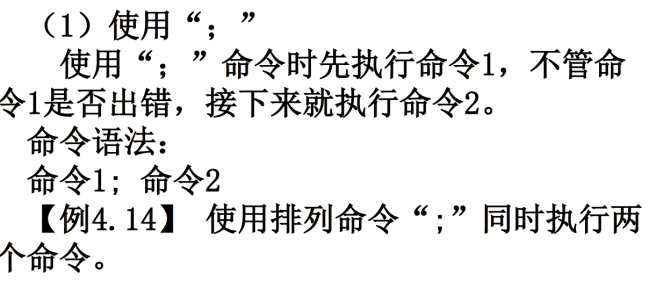 （1）使用“；”
使用“；”命令时先执行命令1，不管命
令1是否出错，接下来就执行命令2。
命令语法：
命令1; 命令2
【例4.14】 使用排列命令“;”同时执行两
个命令。